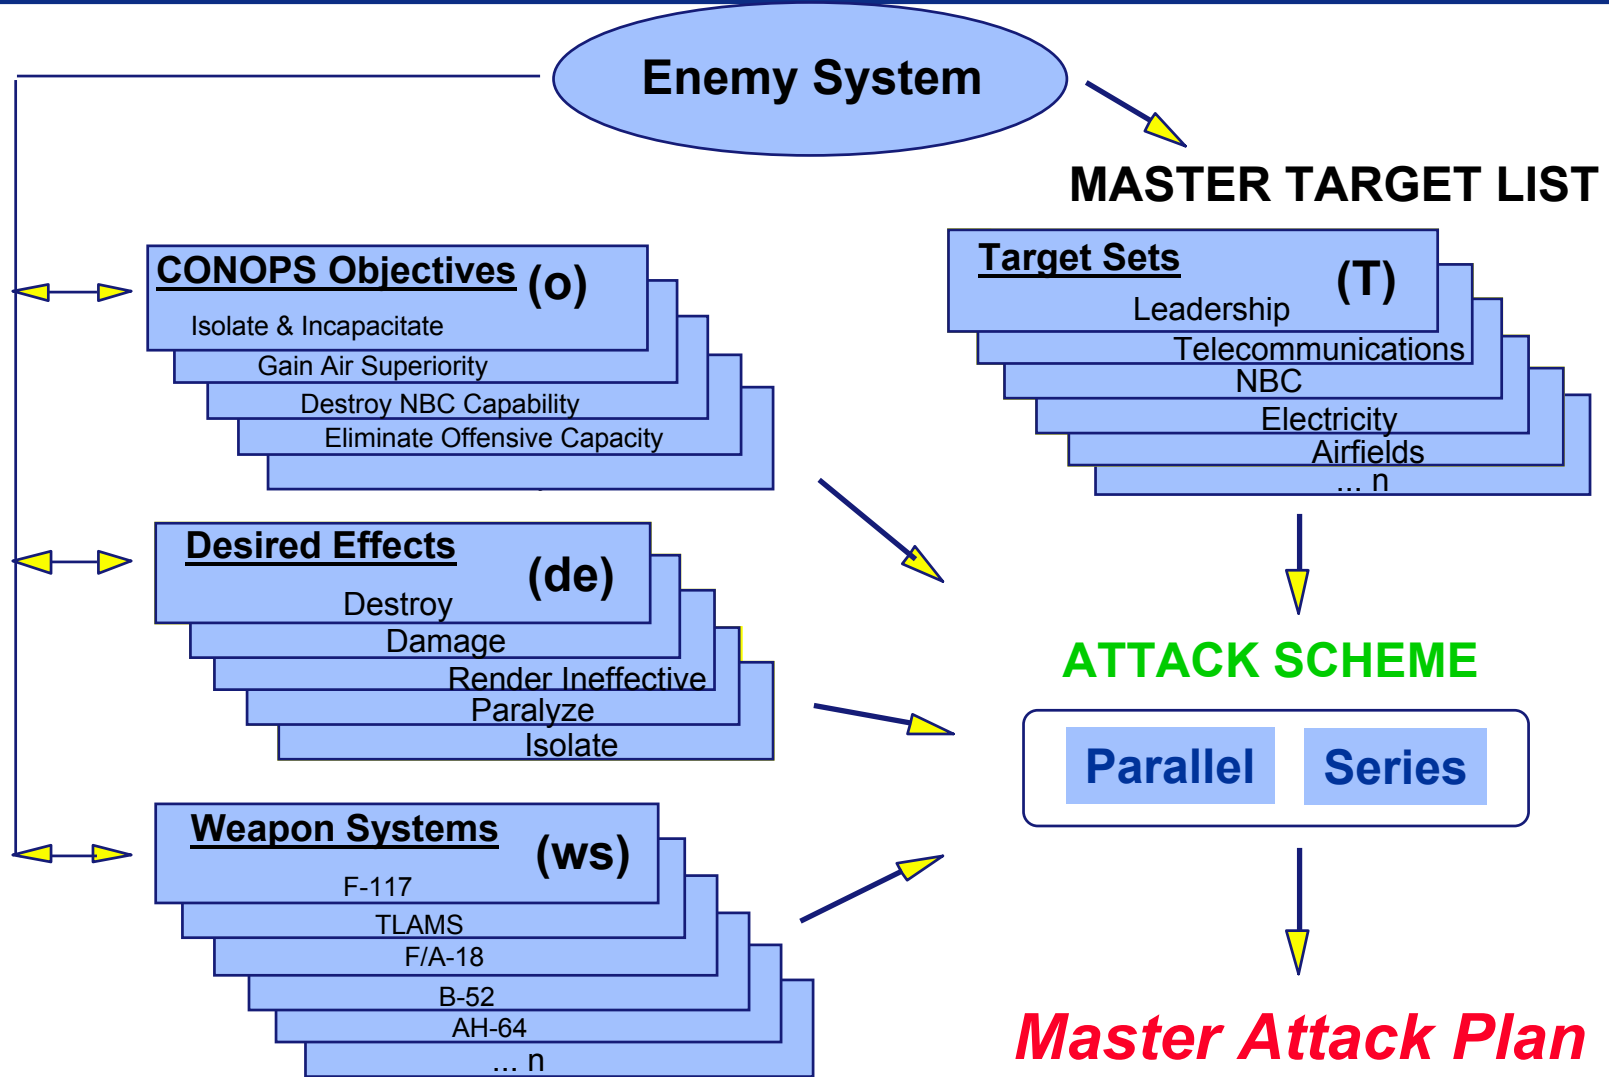 Enemy System
MASTER TARGET LIST
CONOPS Objectives (o)
Isolate & Incapacitate
Gain Air Superiority
Destroy NBC Capability
Eliminate Offensive Capacity
Target Sets (T)
Leadership
Telecommunications
NBC
Electricity
Airfields
... n
Desired Effects (de)
Destroy
Damage
Render Ineffective
Paralyze
Isolate
ATTACK SCHEME
Parallel Series
Weapon Systems (ws)
F-117
TLAMS
F/A-18
B-52
AH-64
... n
Master Attack Plan